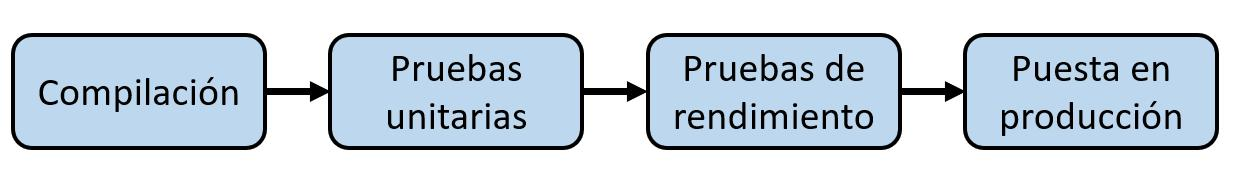 Compilación
Pruebas
unitarias
Pruebas de
rendimiento
Puesta en
producción